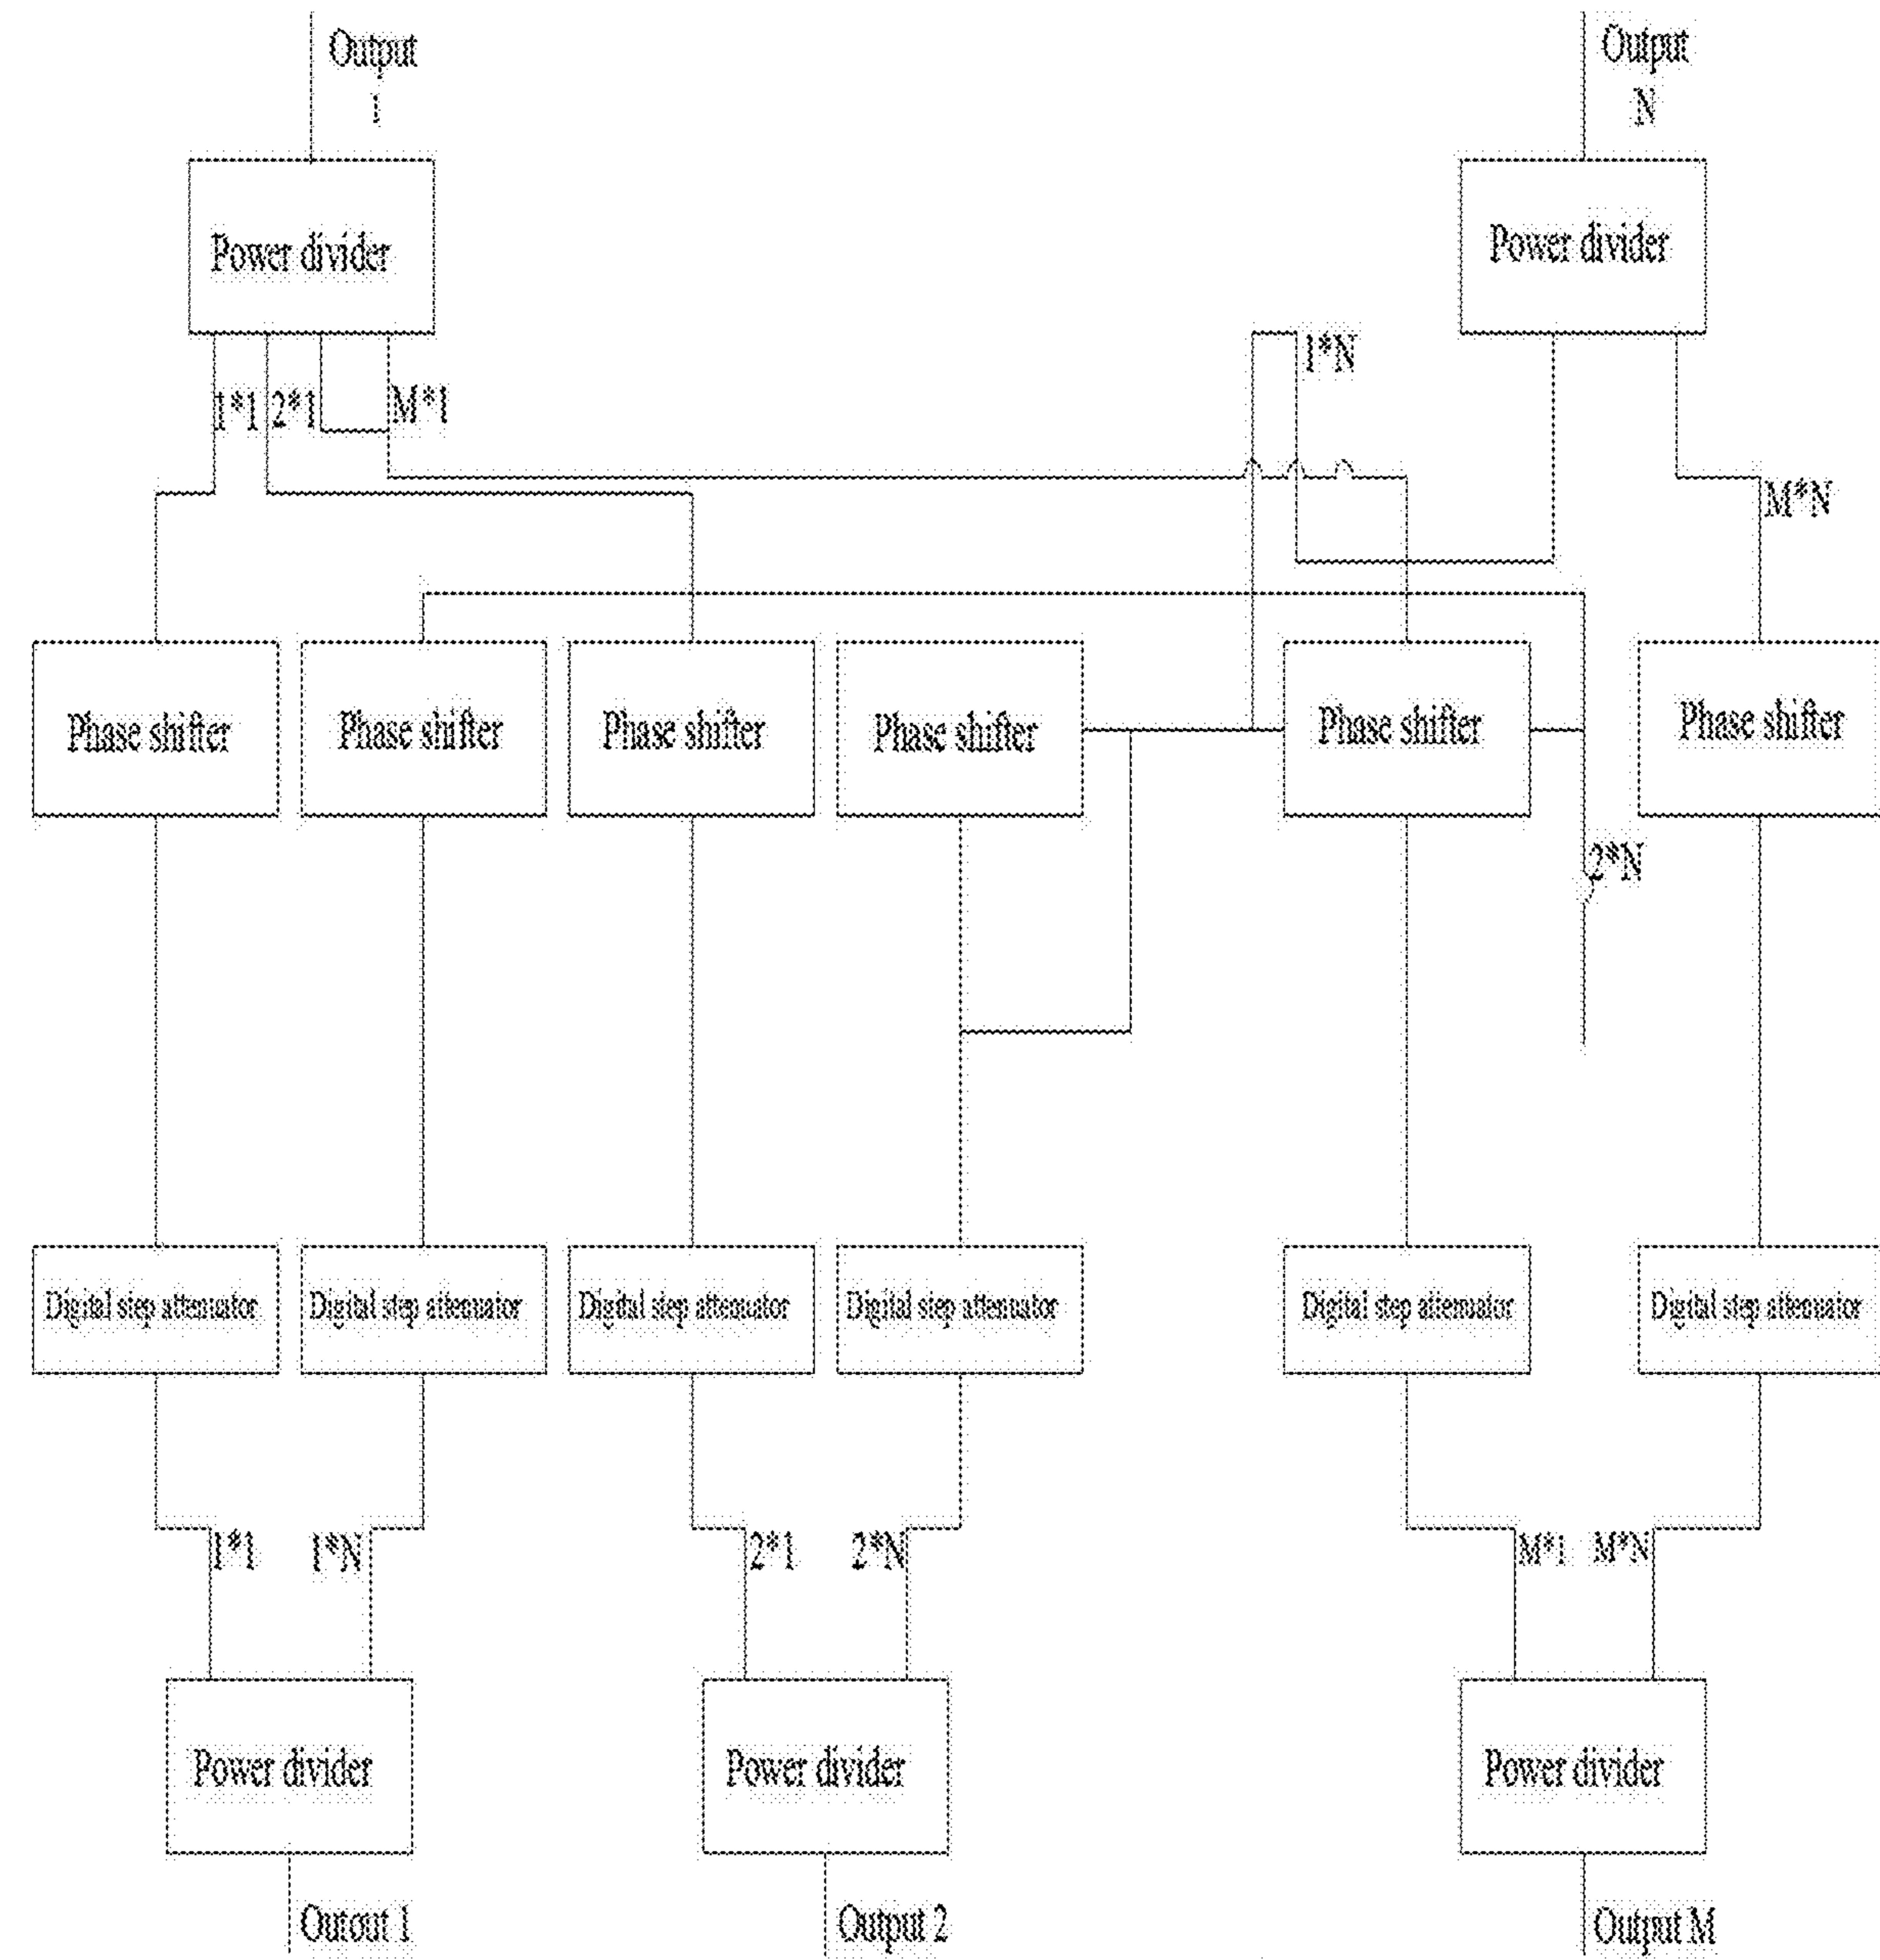 Output
1
Output
N
Power divider
Power divider
1*N
1*1
2*1
M*1
M*N
Phase shifter
Phase shifter
Phase shifter
Phase shifter
Phase shifter
Phase shifter
2*N
Digital step attenuator
Digital step attenuator
Digital step attenuator
Digital step attenuator
Digital step attenuator
Digital step attenuator
1*1
1*N
2*1
2*N
M*1
M*N
Power divider
Power divider
Power divider
Outout 1
Output 2
Output M